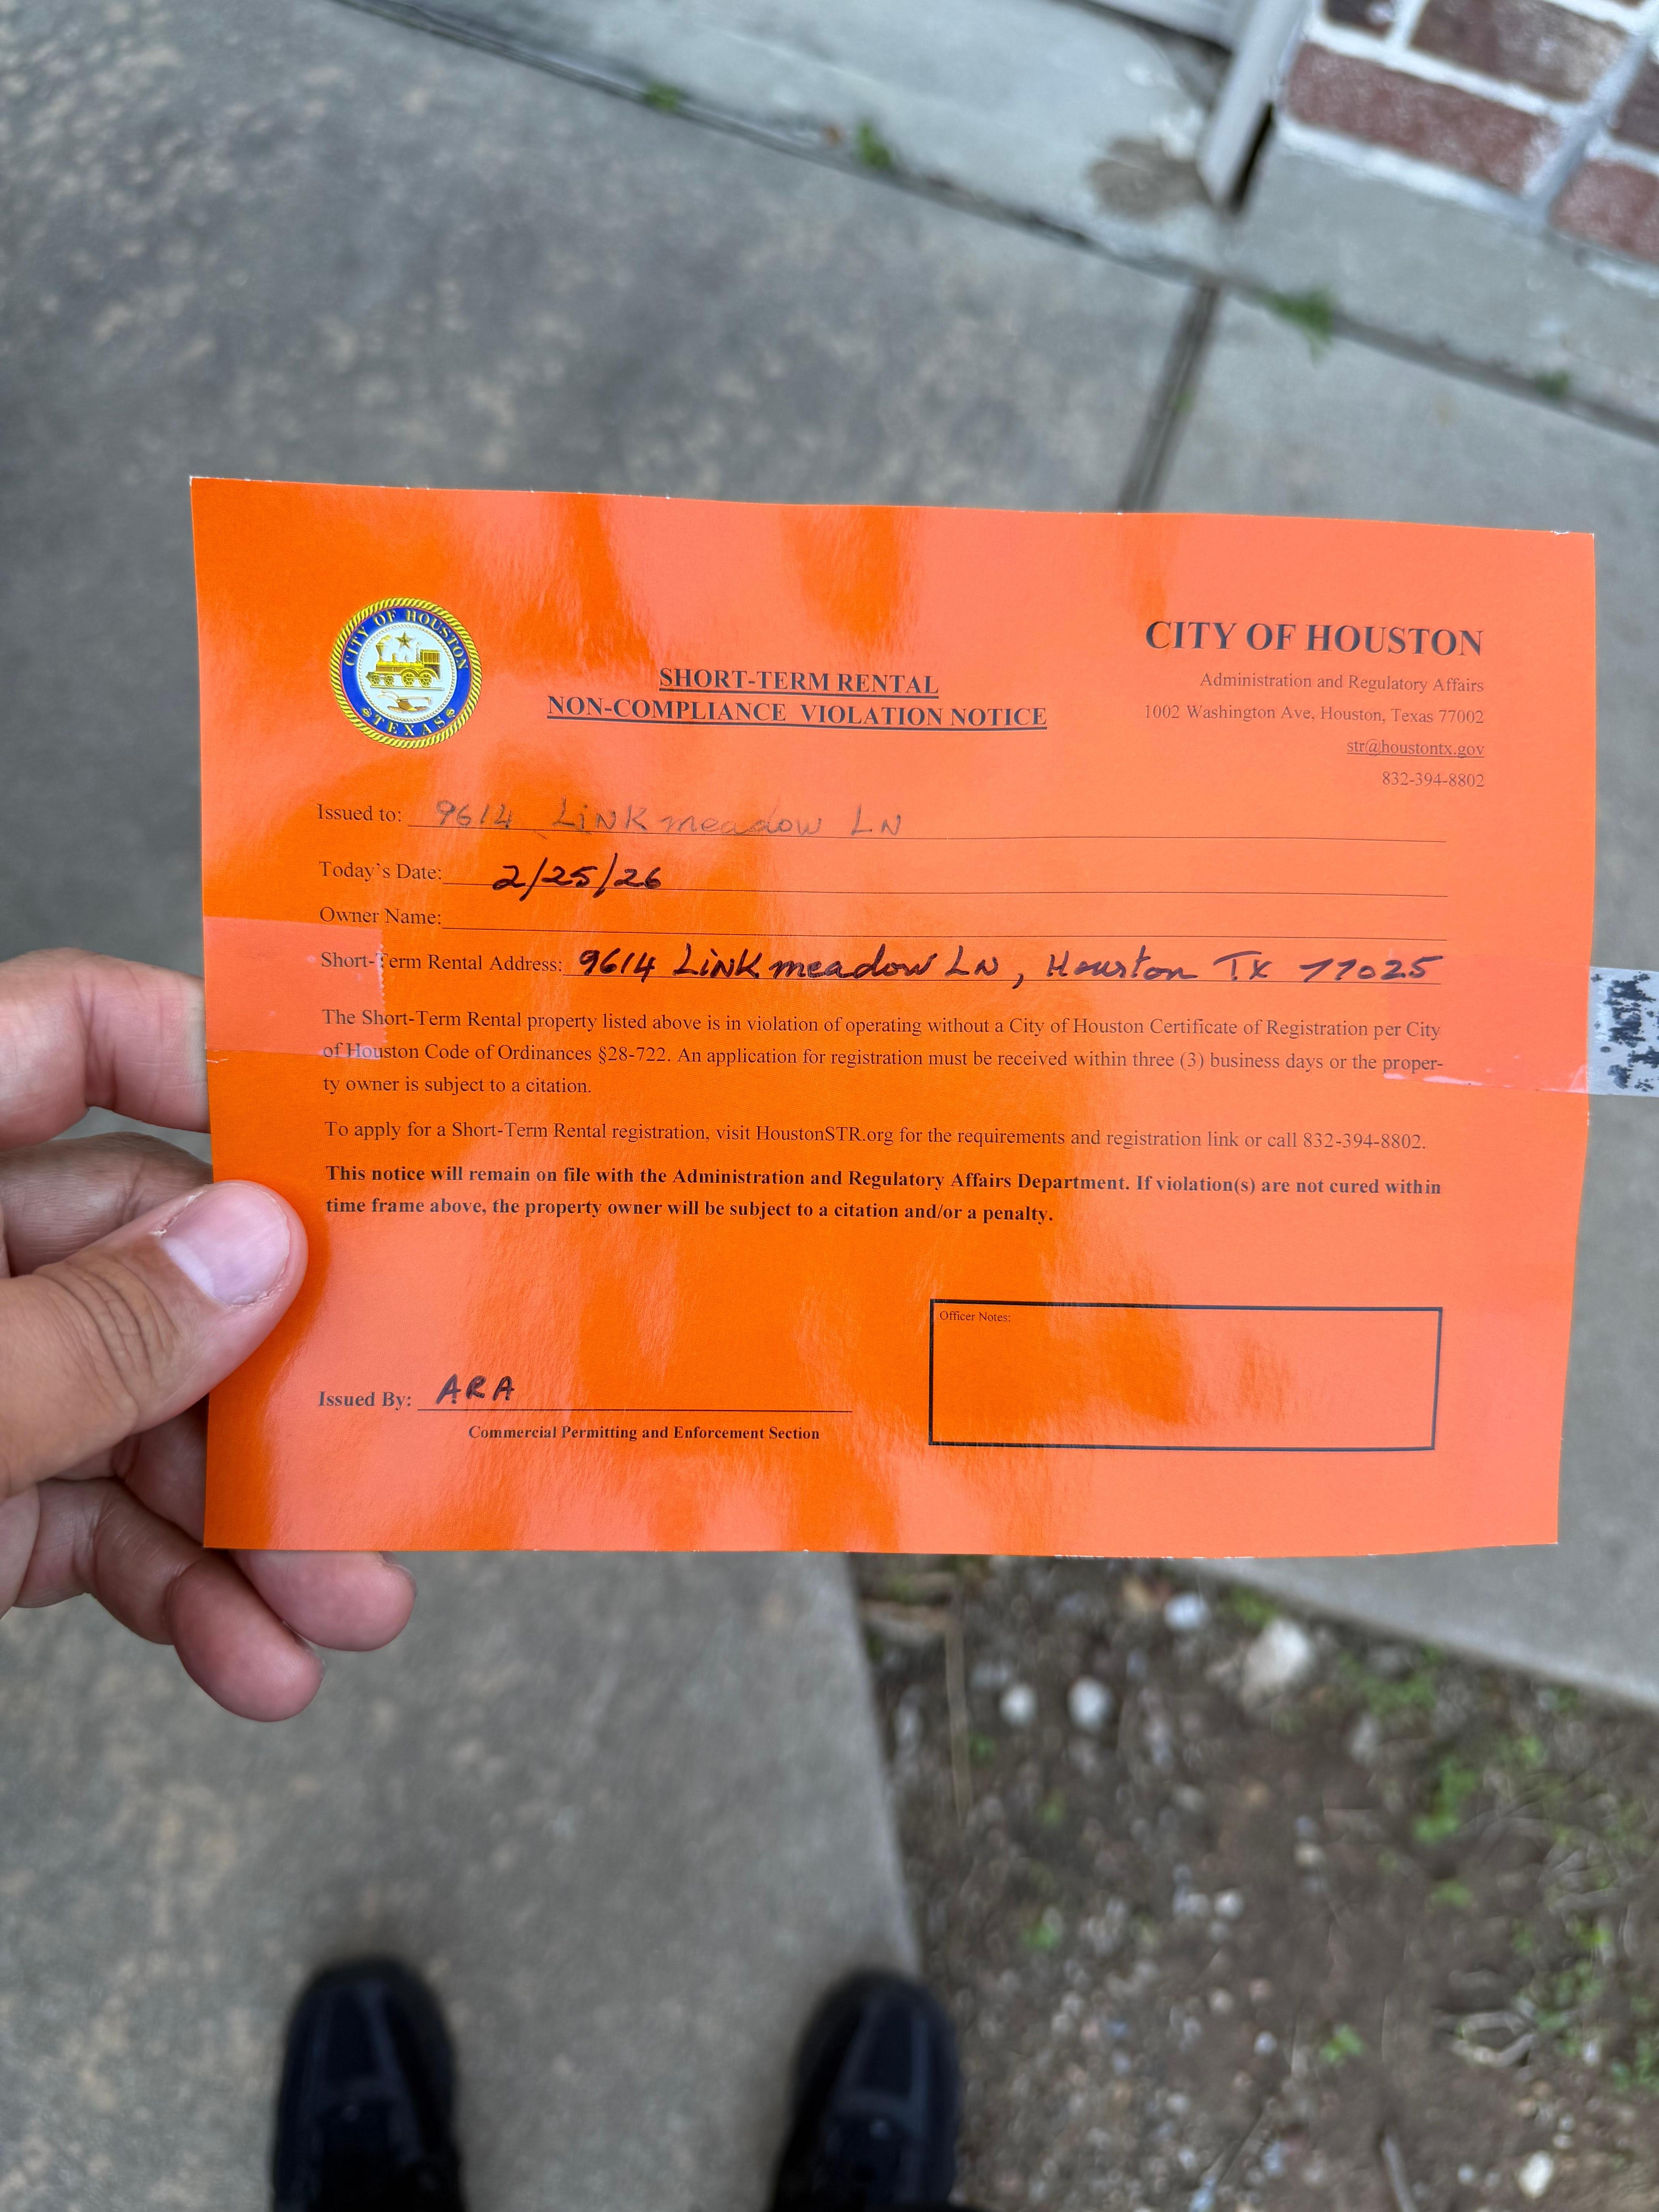 CITY OF HOUSTON
TEXAS
SHORT-TERM RENTAL
NON-COMPLIANCE VIOLATION NOTICE
CITY OF HOUSTON
Administration and Regulatory Affairs
1002 Washington Ave, Houston, Texas 77002
str@houstontx.gov
832-394-8802
Issued to: 9614 Linkmeadow LN
Today's Date: 2/25/26
Owner Name:
Short-Term Rental Address: 9614 Linkmeadow LN, Houston TX 77025
The Short-Term Rental property listed above is in violation of operating without a City of Houston Certificate of Registration per City
of Houston Code of Ordinances §28-722. An application for registration must be received within three (3) business days or the proper-
ty owner is subject to a citation.
To apply for a Short-Term Rental registration, visit HoustonSTR.org for the requirements and registration link or call 832-394-8802.
This notice will remain on file with the Administration and Regulatory Affairs Department. If violation(s) are not cured within
time frame above, the property owner will be subject to a citation and/or a penalty.
Officer Notes:
Issued By: ARA
Commercial Permitting and Enforcement Section